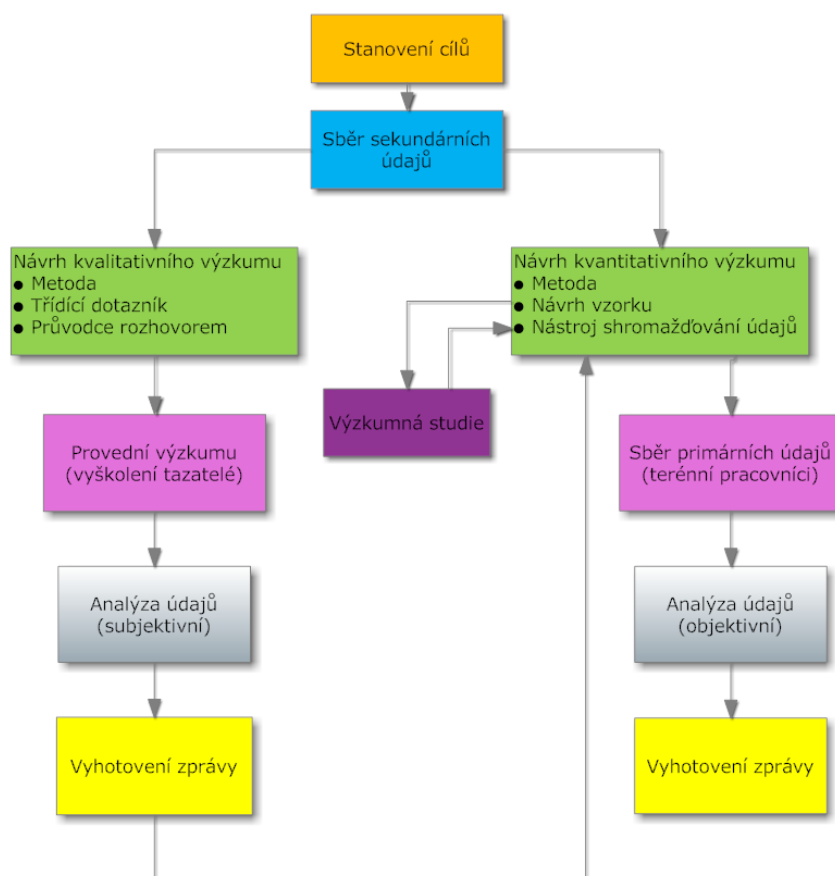 Stanovení cílů
Sběr sekundárních
údajů
Návrh kvalitativního výzkumu
● Metoda
● Třídící dotazník
● Průvodce rozhovorem
Návrh kvantitativního výzkumu
● Metoda
● Návrh vzorku
● Nástroj shromažďování údajů
Výzkumná studie
Provední výzkumu
(vyškolení tazatelé)
Sběr primárních údajů
(terénní pracovníci)
Analýza údajů
(subjektivní)
Analýza údajů
(objektivní)
Vyhotovení zprávy
Vyhotovení zprávy